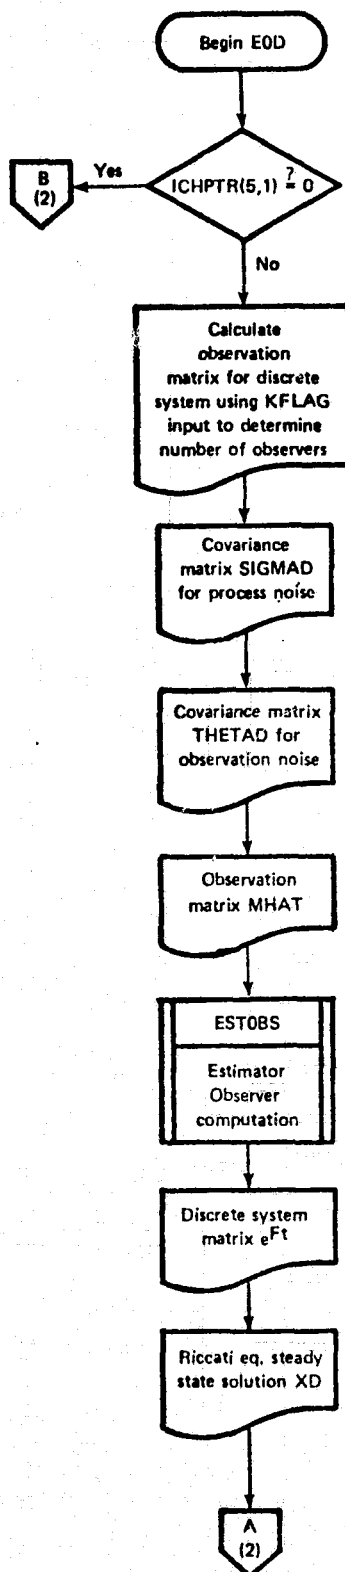 Begin EOD
ICHPTR(5,1) ?= 0
Yes
B
(2)
No
Calculate
observation
matrix for discrete
system using KFLAG
input to determine
number of observers
Covariance
matrix SIGMAD
for process noise
Covariance matrix
THETAD for
observation noise
Observation
matrix MHAT
ESTOBS
Estimator
Observer
computation
Discrete system
matrix eFt
Riccati eq. steady
state solution XD
A
(2)